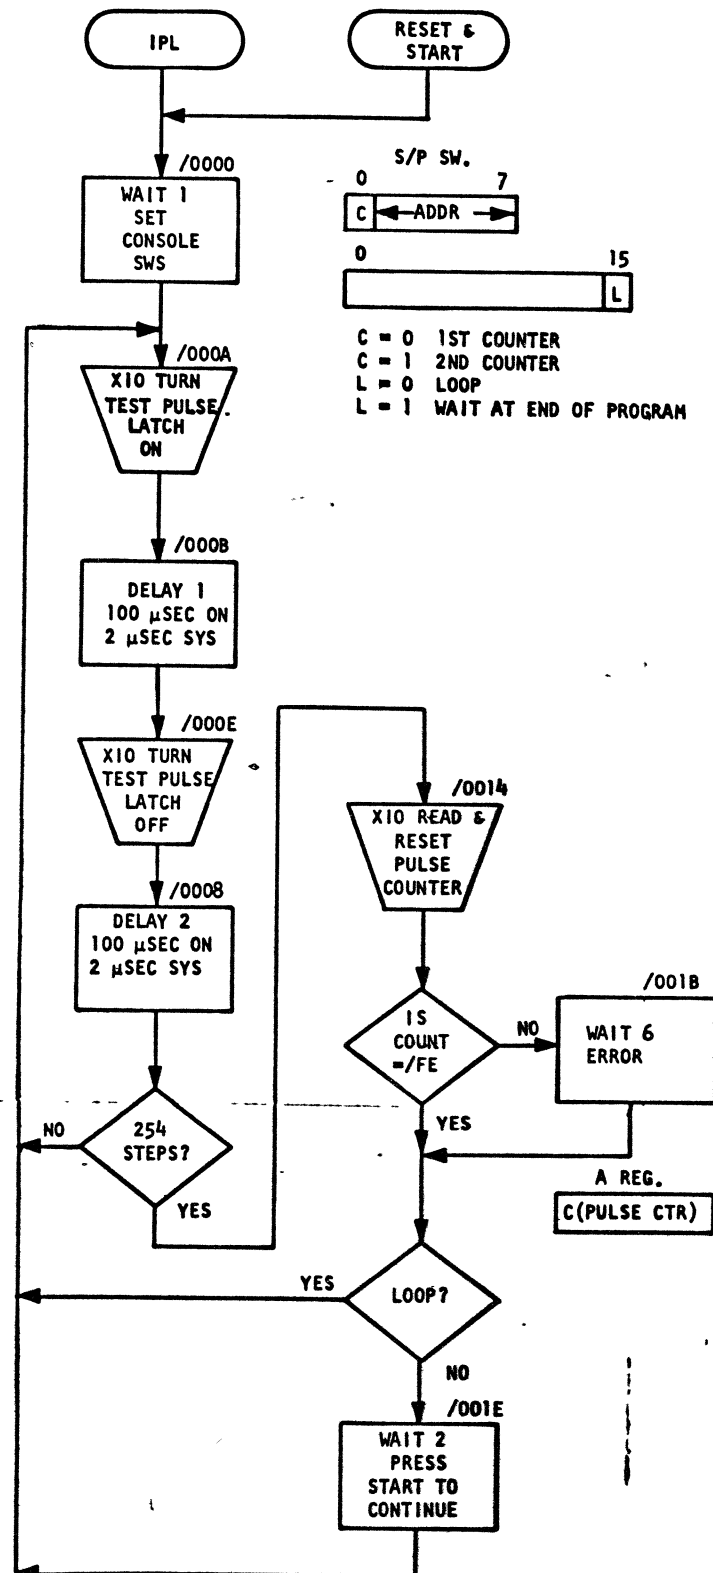 IPL
RESET &
START
/0000
WAIT 1
SET
CONSOLE
SWS
S/P SW.
0 7
C ADDR
0 15
L
C = 0 1ST COUNTER
C = 1 2ND COUNTER
L = 0 LOOP
L = 1 WAIT AT END OF PROGRAM
/000A
XIO TURN
TEST PULSE
LATCH
ON
/000B
DELAY 1
100 µSEC ON
2 µSEC SYS
/000E
XIO TURN
TEST PULSE
LATCH
OFF
/0008
DELAY 2
100 µSEC ON
2 µSEC SYS
254
STEPS?
NO
YES
/0014
XIO READ &
RESET
PULSE
COUNTER
IS
COUNT
=/FE
NO
YES
/001B
WAIT 6
ERROR
A REG.
C(PULSE CTR)
LOOP?
YES
NO
/001E
WAIT 2
PRESS
START TO
CONTINUE